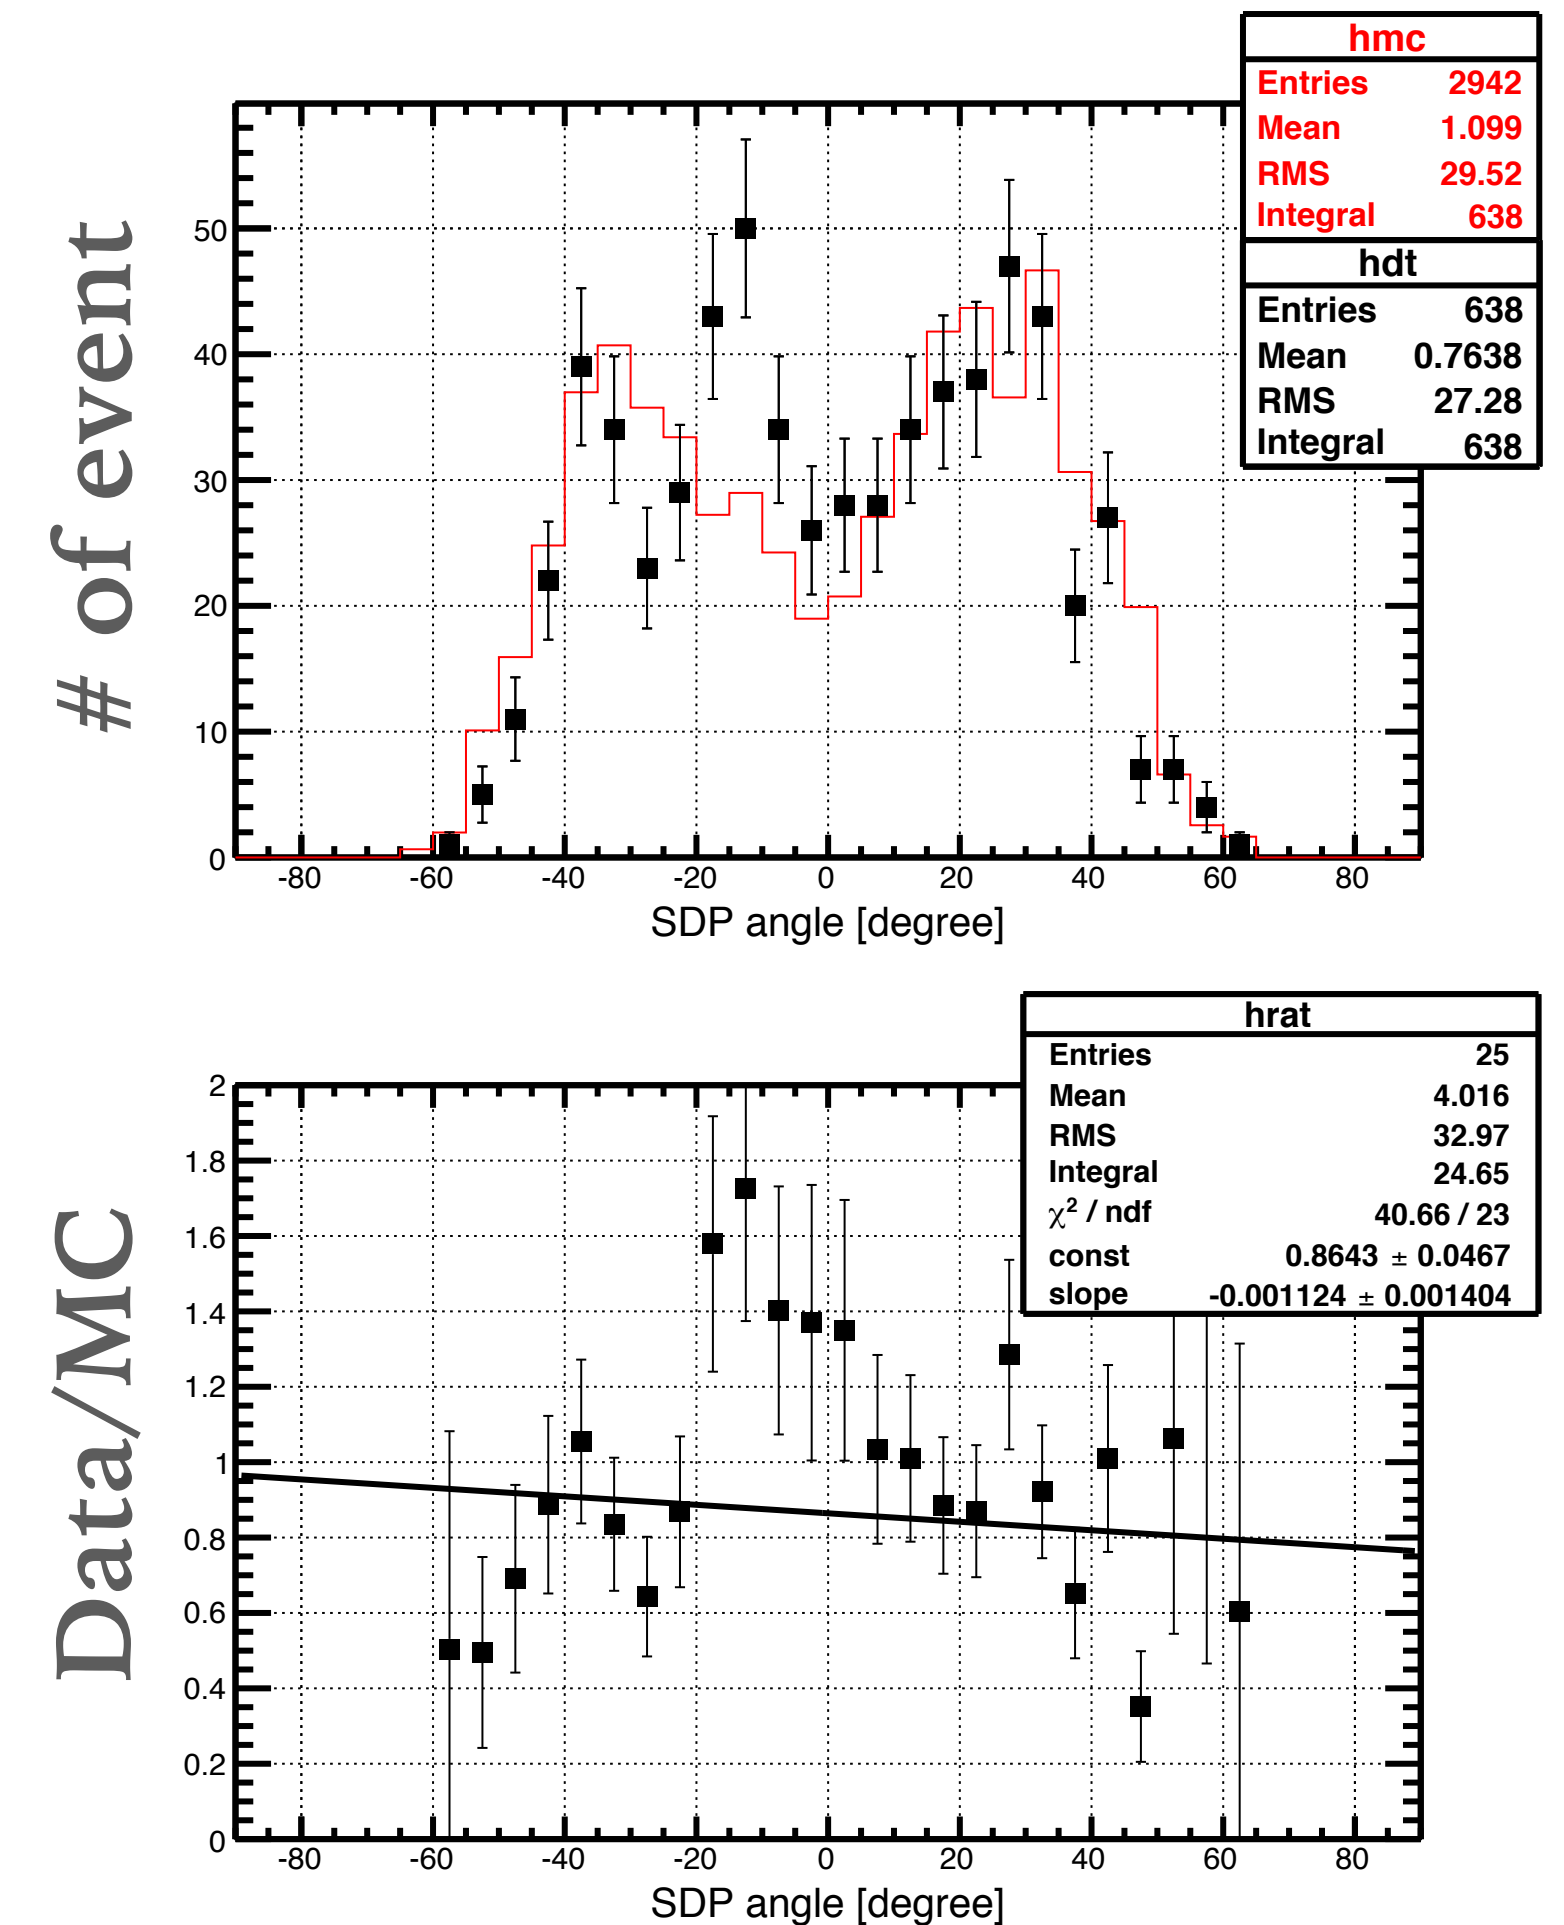 hmc
Entries 2942
Mean 1.099
RMS 29.52
Integral 638
hdt
Entries 638
Mean 0.7638
RMS 27.28
Integral 638
# of event
50
40
30
20
10
0
-80 -60 -40 -20 0 20 40 60 80
SDP angle [degree]
hrat
Entries 25
Mean 4.016
RMS 32.97
Integral 24.65
χ² / ndf 40.66 / 23
const 0.8643 ± 0.0467
slope -0.001124 ± 0.001404
Data/MC
2
1.8
1.6
1.4
1.2
1
0.8
0.6
0.4
0.2
0
-80 -60 -40 -20 0 20 40 60 80
SDP angle [degree]